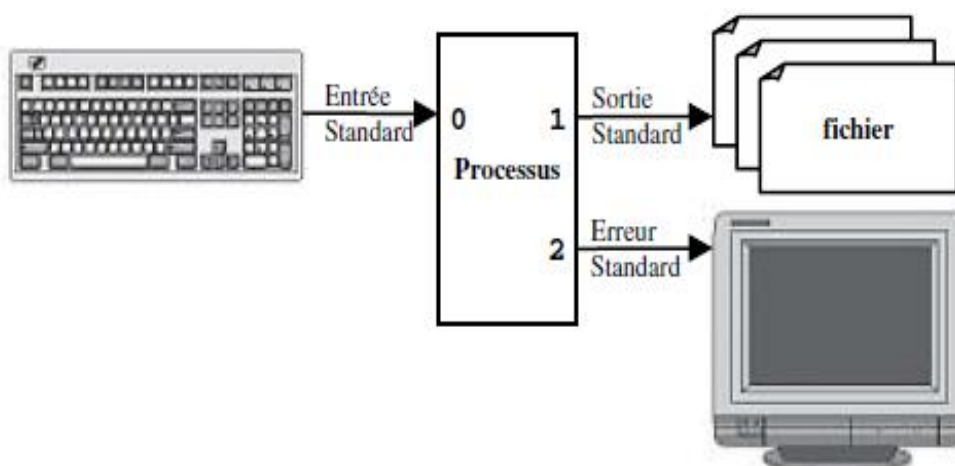 Entrée
Standard
0
1
Processus
2
Sortie
Standard
fichier
Erreur
Standard